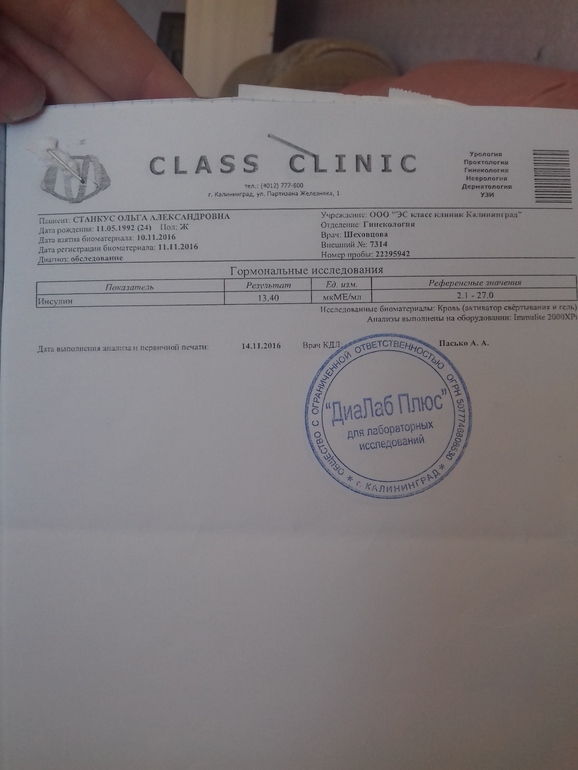 CLASS CLINIC
тел.: (4012) 777-600
г. Калининград, ул. Партизана Железняка, 1
Урология
Проктология
Гинекология
Неврология
Дерматология
УЗИ
Пациент: СТАНКУС ОЛЬГА АЛЕКСАНДРОВНА
Дата рождения: 11.05.1992 (24) Пол: Ж
Дата взятия биоматериала: 10.11.2016
Дата регистрации биоматериала: 11.11.2016
Диагноз: обследование
Учреждение: ООО "ЭС класс клиник Калининград"
Отделение: Гинекология
Врач: Шеховцова
Внешний №: 7314
Номер пробы: 22295942
Гормональные исследования
Показатель Результат Ед. изм. Референсные значения
Инсулин 13,40 мкМЕ/мл 2.1 - 27.0
Исследованные биоматериалы: Кровь (активатор свёртывания и гель)
Анализы выполнены на оборудовании: Immulite 2000XPi
Дата выполнения анализа и первичной печати: 14.11.2016 Врач КДЛ: Пасько А. А.
ОБЩЕСТВО С ОГРАНИЧЕННОЙ ОТВЕТСТВЕННОСТЬЮ ОГРН
"ДиаЛаб Плюс"
для лабораторных
исследований
* г. КАЛИНИНГРАД *